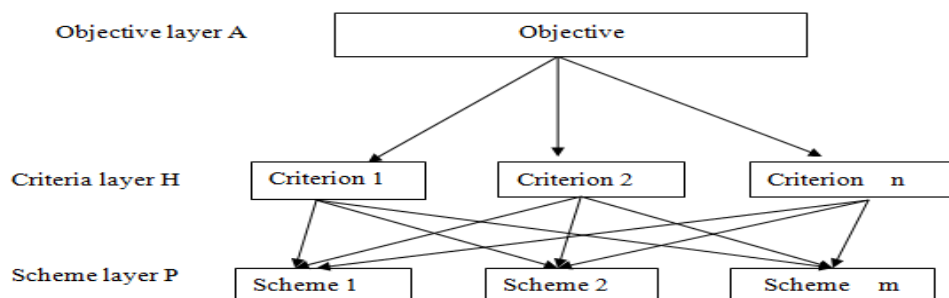 Objective layer A
Objective
Criteria layer H
Criterion 1
Criterion 2
Criterion n
Scheme layer P
Scheme 1
Scheme 2
Scheme m